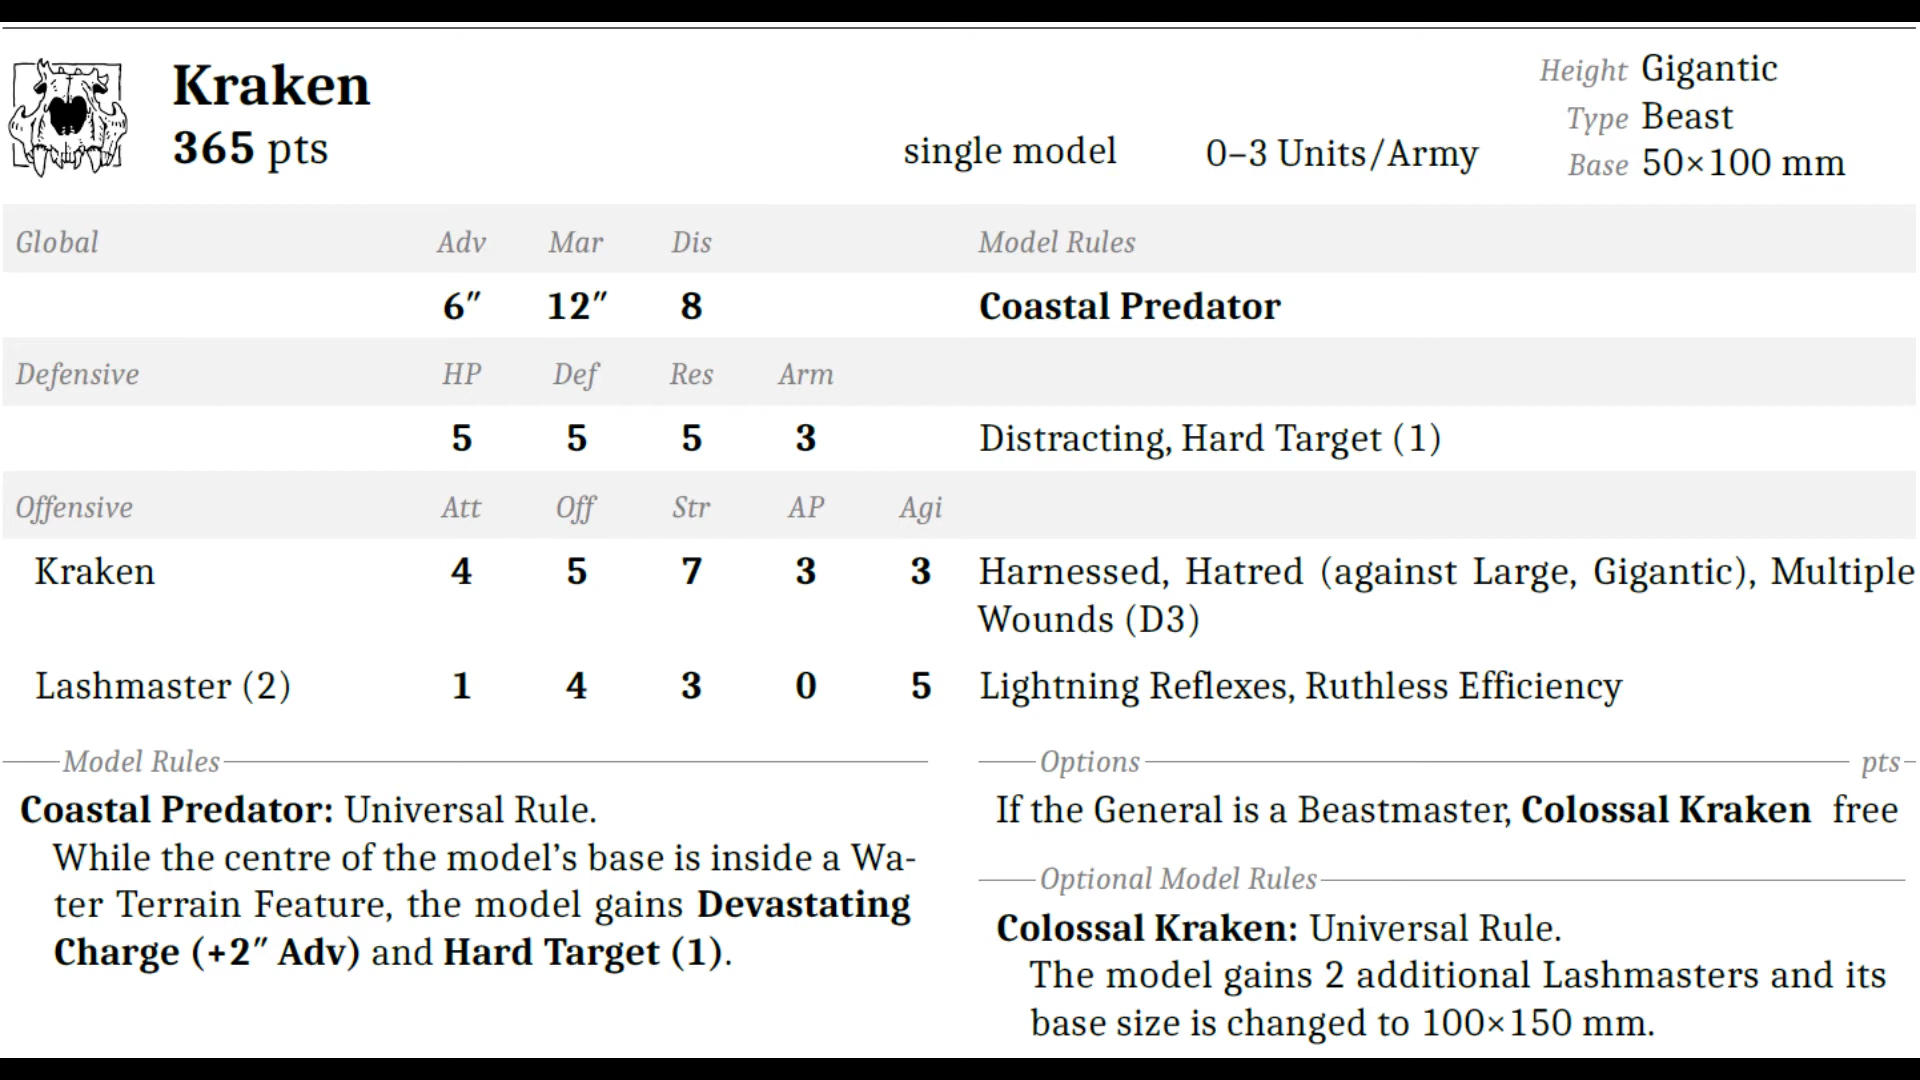 Kraken
365 pts
single model
0–3 Units/Army
Height Gigantic
Type Beast
Base 50×100 mm
Global Adv Mar Dis Model Rules
6″ 12″ 8 Coastal Predator
Defensive HP Def Res Arm
5 5 5 3 Distracting, Hard Target (1)
Offensive Att Off Str AP Agi
Kraken 4 5 7 3 3 Harnessed, Hatred (against Large, Gigantic), Multiple
Wounds (D3)
Lashmaster (2) 1 4 3 0 5 Lightning Reflexes, Ruthless Efficiency
Model Rules
Coastal Predator: Universal Rule.
While the centre of the model’s base is inside a Wa-
ter Terrain Feature, the model gains Devastating
Charge (+2″ Adv) and Hard Target (1).
Options pts
If the General is a Beastmaster, Colossal Kraken free
Optional Model Rules
Colossal Kraken: Universal Rule.
The model gains 2 additional Lashmasters and its
base size is changed to 100×150 mm.